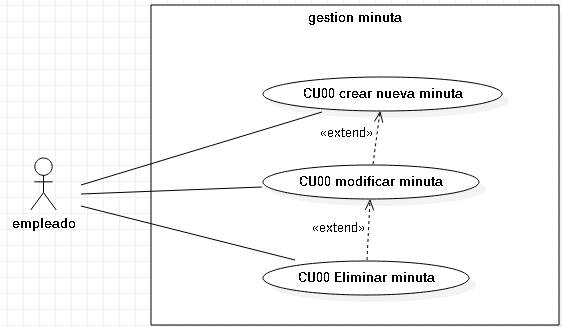 gestion minuta
CU00 crear nueva minuta
«extend»
CU00 modificar minuta
empleado
«extend»
CU00 Eliminar minuta